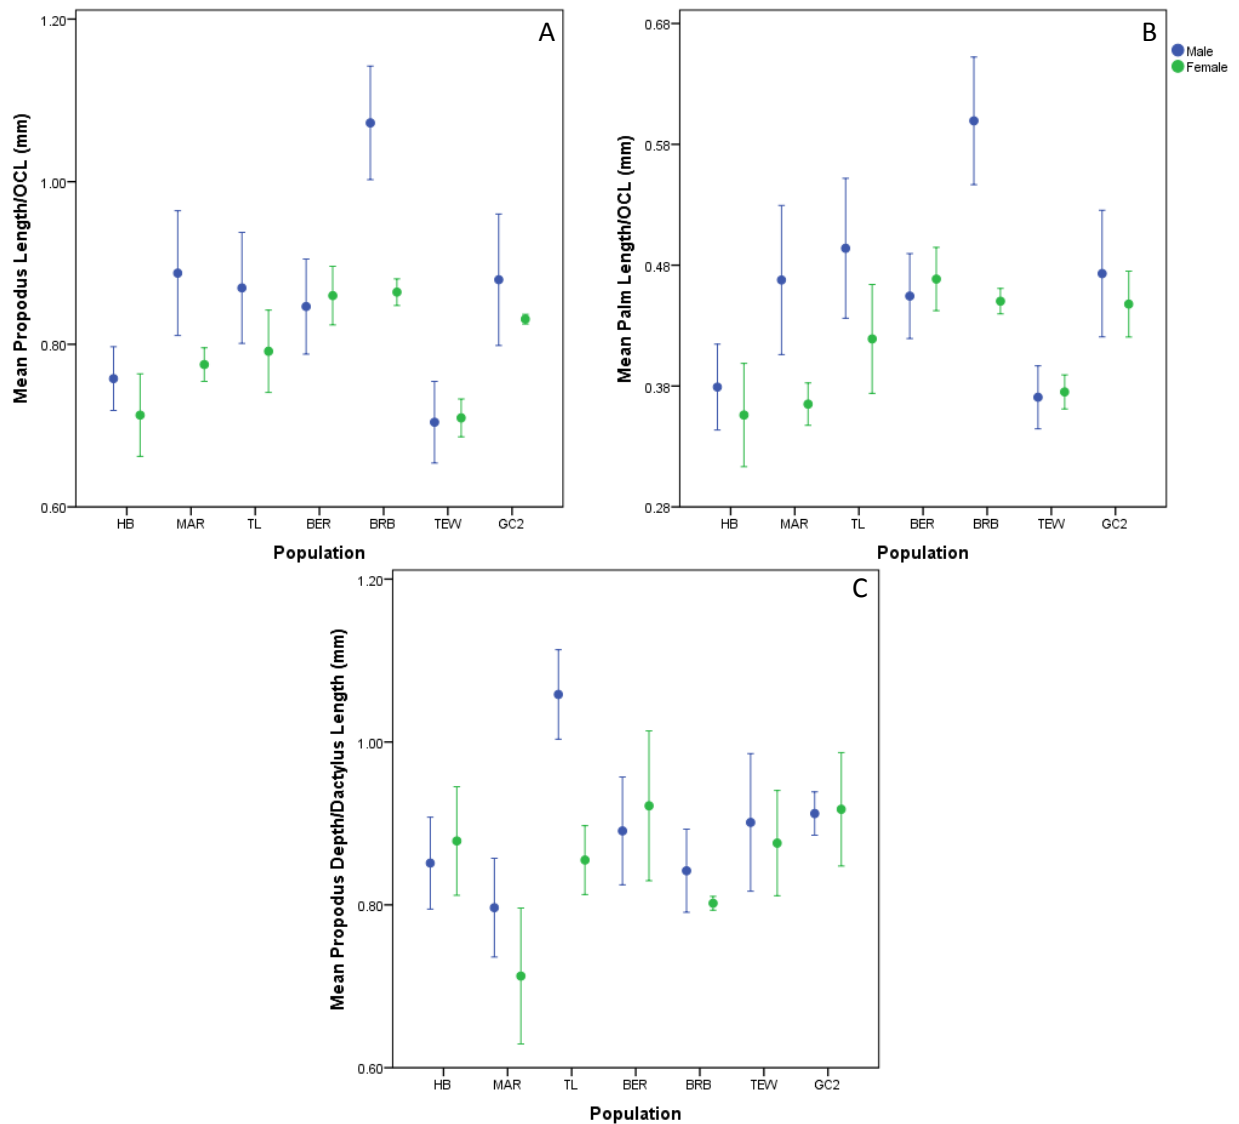 A
1.20
1.00
0.80
0.60
Mean Propodus Length/OCL (mm)
HB MAR TL BER BRB TEW GC2
Population
B
0.68
0.58
0.48
0.38
0.28
Mean Palm Length/OCL (mm)
HB MAR TL BER BRB TEW GC2
Population
Male
Female
C
1.20
1.00
0.80
0.60
Mean Propodus Depth/Dactylus Length (mm)
HB MAR TL BER BRB TEW GC2
Population